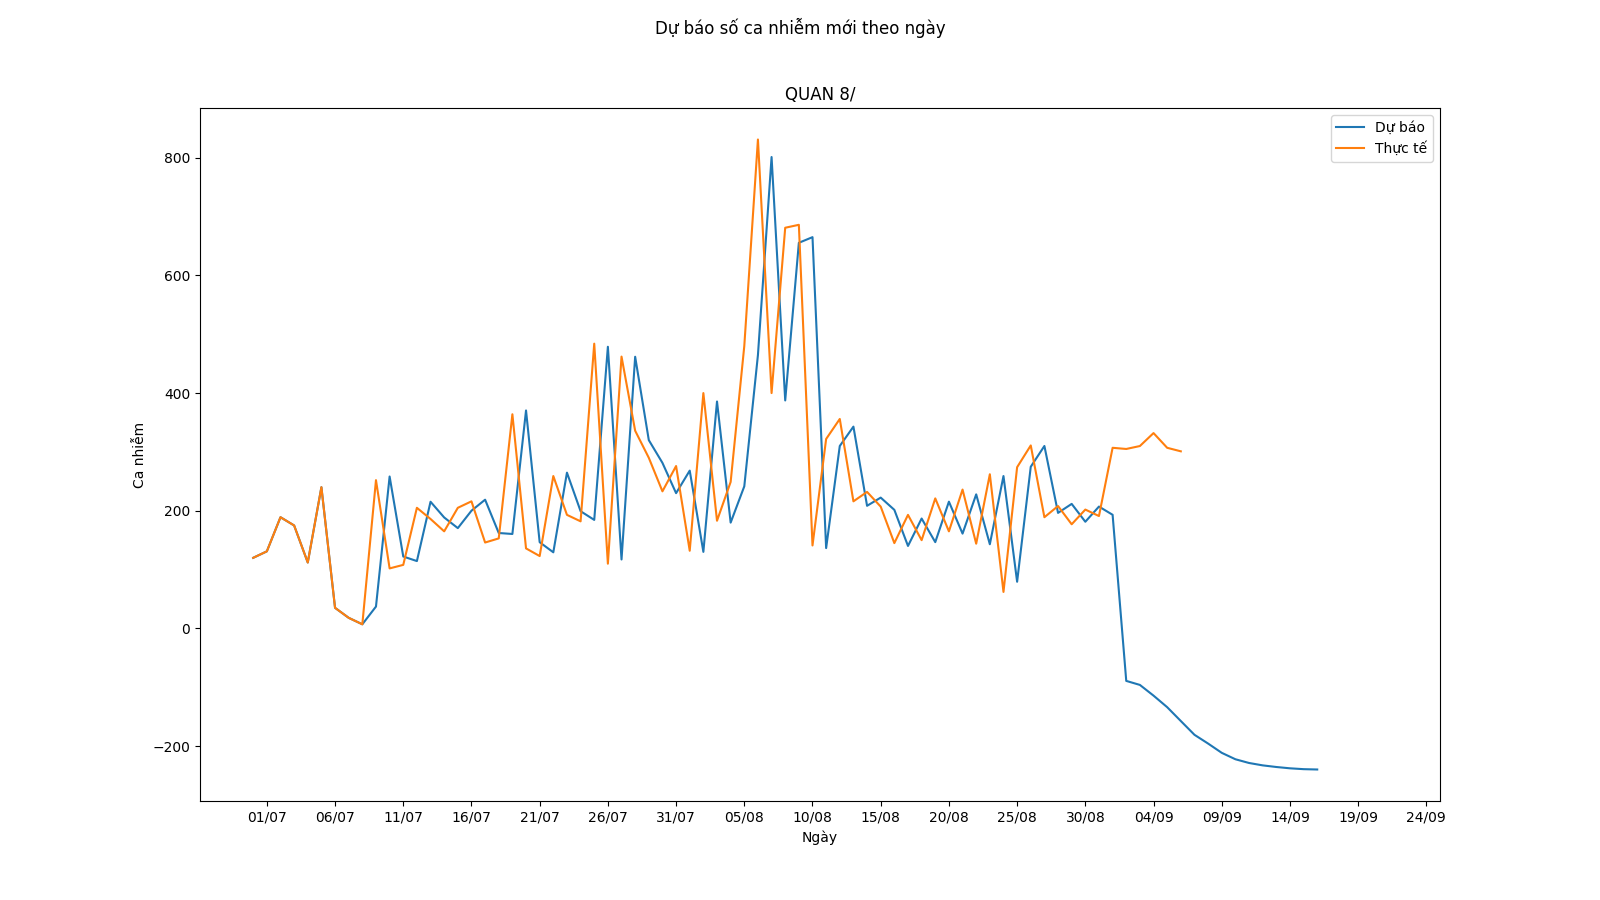 Dự báo số ca nhiễm mới theo ngày
QUAN 8/
Dự báo
Thực tế
800
600
400
200
0
−200
Ca nhiễm
01/07 06/07 11/07 16/07 21/07 26/07 31/07 05/08 10/08 15/08 20/08 25/08 30/08 04/09 09/09 14/09 19/09 24/09
Ngày